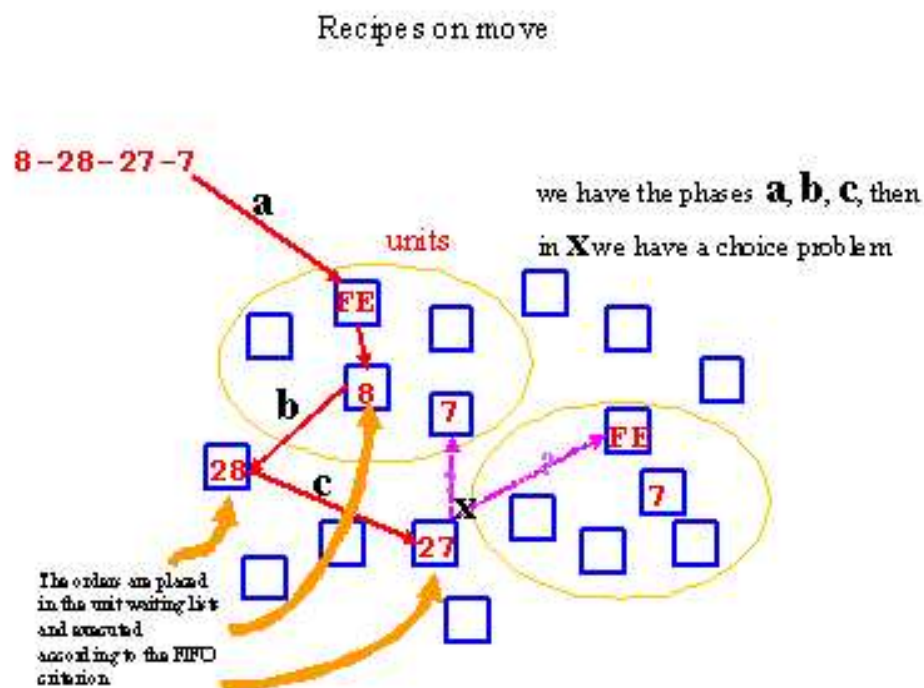 Recipes on move
8-28-27-7
a
we have the phases a, b, c, then
in X we have a choice problem
units
FE
8
b
7
FE
28
c
7
x
27
The orders are placed
in the unit waiting lists
and executed
according to the FIFO
criterion